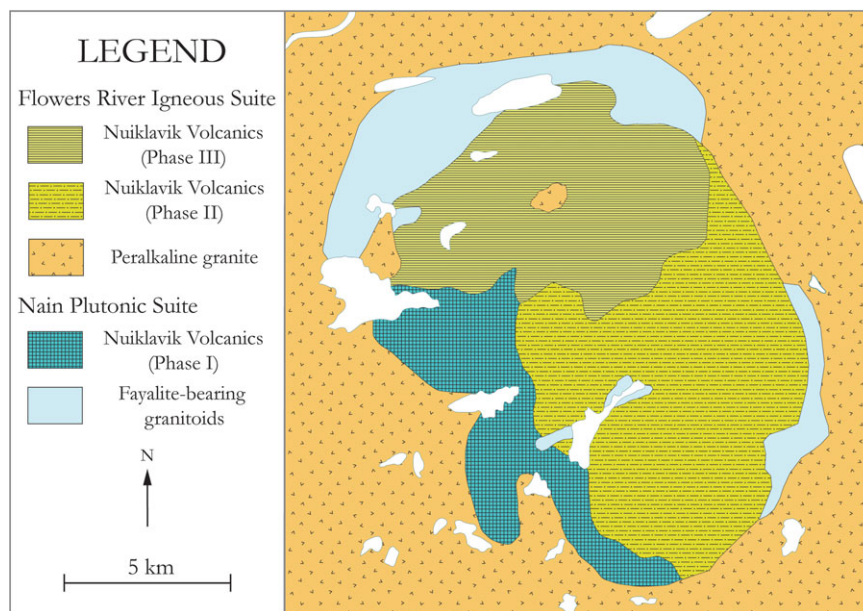 LEGEND
Flowers River Igneous Suite
Nuiklavik Volcanics
(Phase III)
Nuiklavik Volcanics
(Phase II)
Peralkaline granite
Nain Plutonic Suite
Nuiklavik Volcanics
(Phase I)
Fayalite-bearing
granitoids
N
5 km